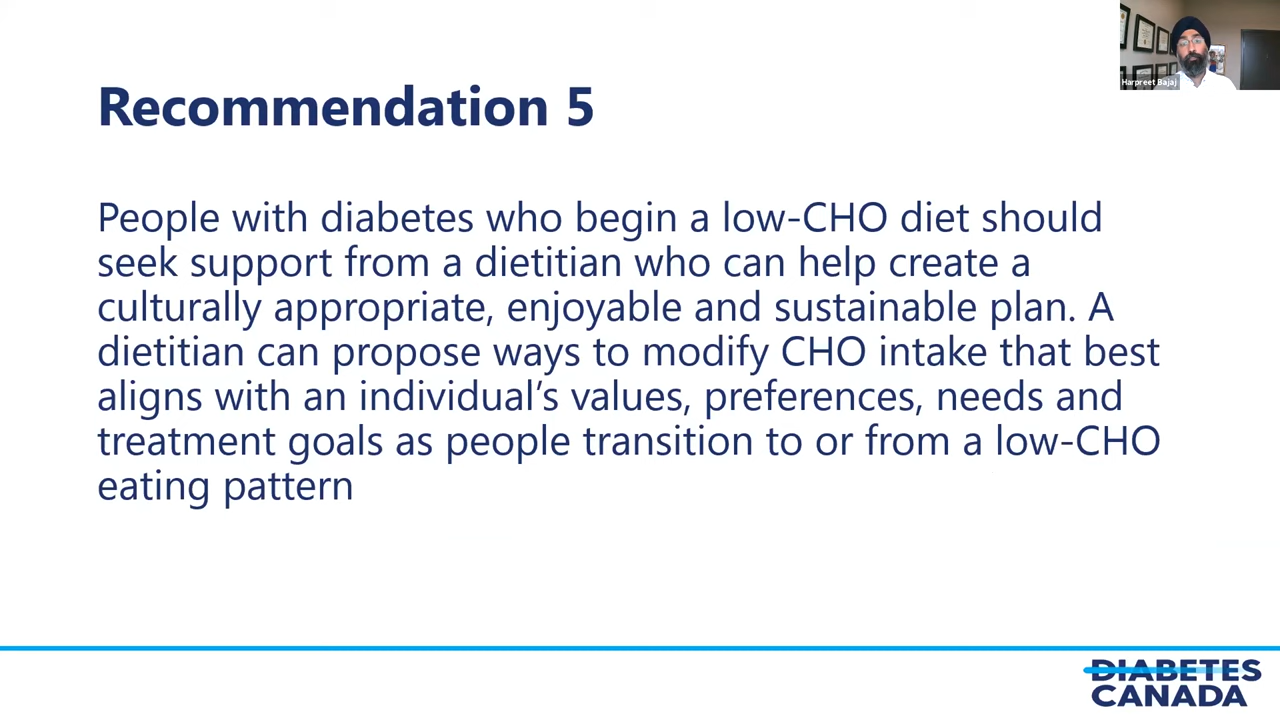 Harpreet Bajaj
Recommendation 5
People with diabetes who begin a low-CHO diet should
seek support from a dietitian who can help create a
culturally appropriate, enjoyable and sustainable plan. A
dietitian can propose ways to modify CHO intake that best
aligns with an individual’s values, preferences, needs and
treatment goals as people transition to or from a low-CHO
eating pattern
DIABETES
CANADA